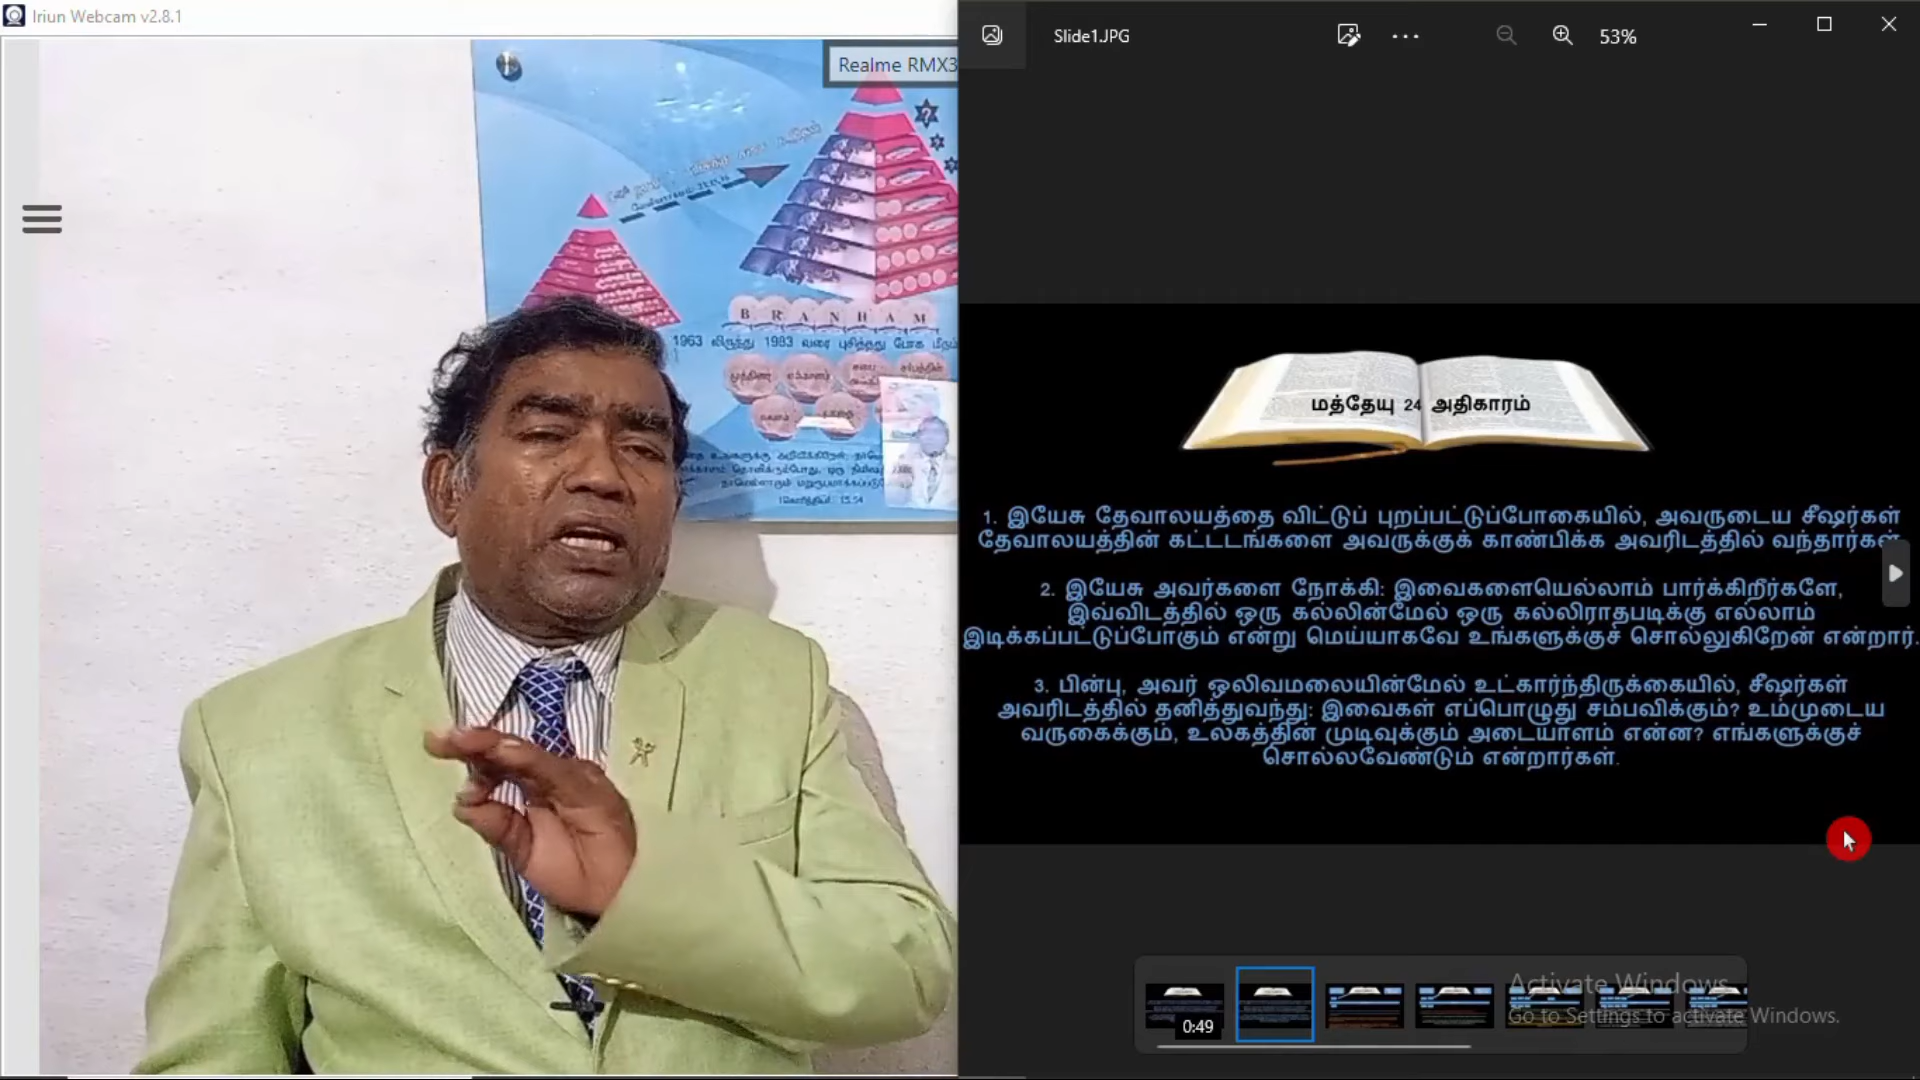 Iriun Webcam v2.8.1
Realme RMX3
B R A N H A M
1963 லிருந்து 1983 வரை புசித்தது போக மீதம்
Slide1.JPG
53%
மத்தேயு 24 அதிகாரம்
1. இயேசு தேவாலயத்தை விட்டுப் புறப்பட்டுப்போகையில், அவருடைய சீஷர்கள்
தேவாலயத்தின் கட்டடங்களை அவருக்குக் காண்பிக்க அவரிடத்தில் வந்தார்கள்.
2. இயேசு அவர்களை நோக்கி: இவைகளையெல்லாம் பார்க்கிறீர்களே,
இவ்விடத்தில் ஒரு கல்லின்மேல் ஒரு கல்லிராதபடிக்கு எல்லாம்
இடிக்கப்பட்டுப்போகும் என்று மெய்யாகவே உங்களுக்குச் சொல்லுகிறேன் என்றார்.
3. பின்பு, அவர் ஒலிவமலையின்மேல் உட்கார்ந்திருக்கையில், சீஷர்கள்
அவரிடத்தில் தனித்துவந்து: இவைகள் எப்பொழுது சம்பவிக்கும்? உம்முடைய
வருகைக்கும், உலகத்தின் முடிவுக்கும் அடையாளம் என்ன? எங்களுக்குச்
சொல்லவேண்டும் என்றார்கள்.
0:49
Activate Windows
Go to Settings to activate Windows.